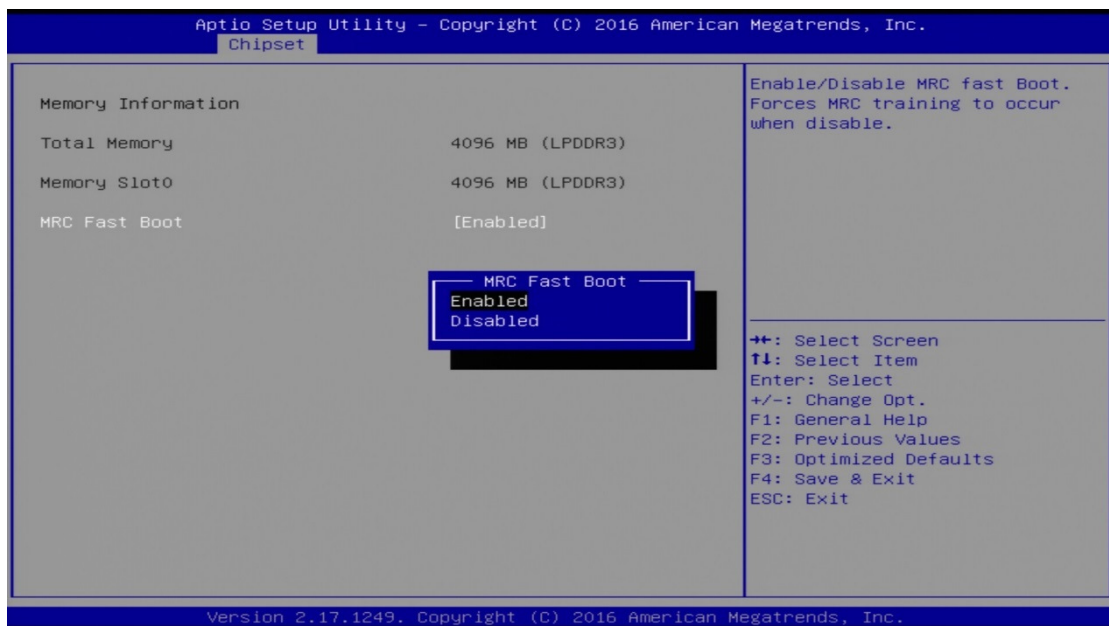 Aptio Setup Utility – Copyright (C) 2016 American Megatrends, Inc.
Chipset
Memory Information
Total Memory 4096 MB (LPDDR3)
Memory Slot0 4096 MB (LPDDR3)
MRC Fast Boot [Enabled]
MRC Fast Boot
Enabled
Disabled
Enable/Disable MRC fast Boot.
Forces MRC training to occur
when disable.
→←: Select Screen
↑↓: Select Item
Enter: Select
+/-: Change Opt.
F1: General Help
F2: Previous Values
F3: Optimized Defaults
F4: Save & Exit
ESC: Exit
Version 2.17.1249. Copyright (C) 2016 American Megatrends, Inc.